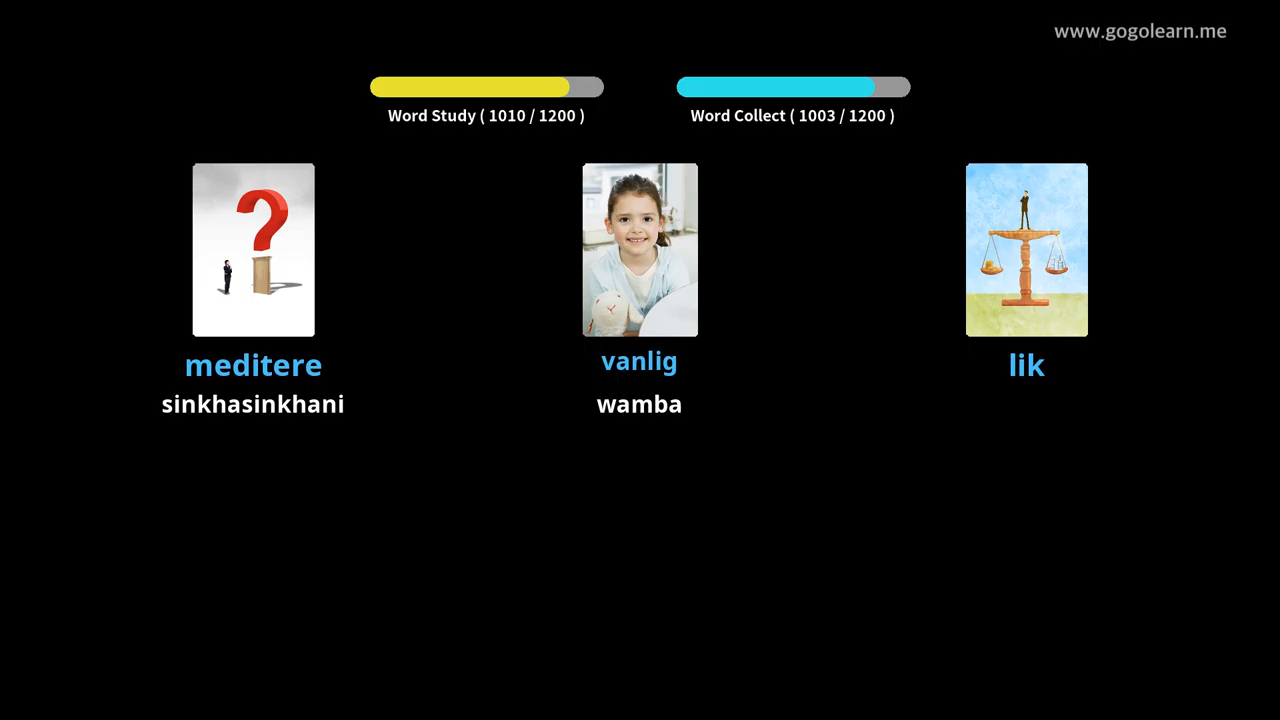 www.gogolearn.me
Word Study ( 1010 / 1200 )
Word Collect ( 1003 / 1200 )
meditere
vanlig
lik
sinkhasinkhani
wamba